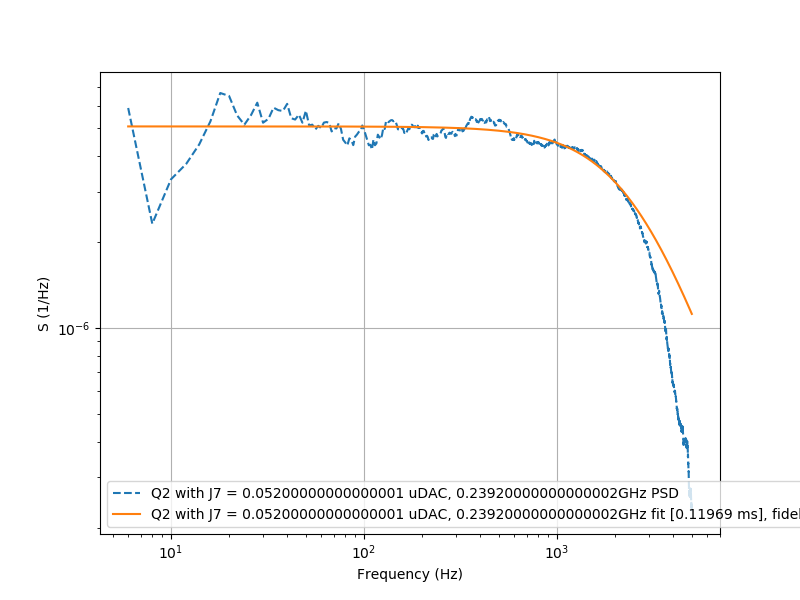 S (1/Hz)
10⁻⁶
Q2 with J7 = 0.05200000000000001 uDAC, 0.23920000000000002GHz PSD
Q2 with J7 = 0.05200000000000001 uDAC, 0.23920000000000002GHz fit [0.11969 ms], fidel
10¹ 10² 10³
Frequency (Hz)